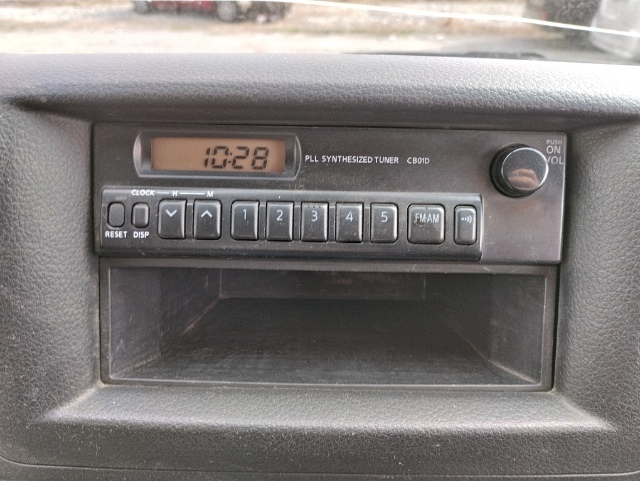 10:28
PLL SYNTHESIZED TUNER CB01D
PUSH
ON
VOL
CLOCK H M
1 2 3 4 5 FM/AM
RESET DISP